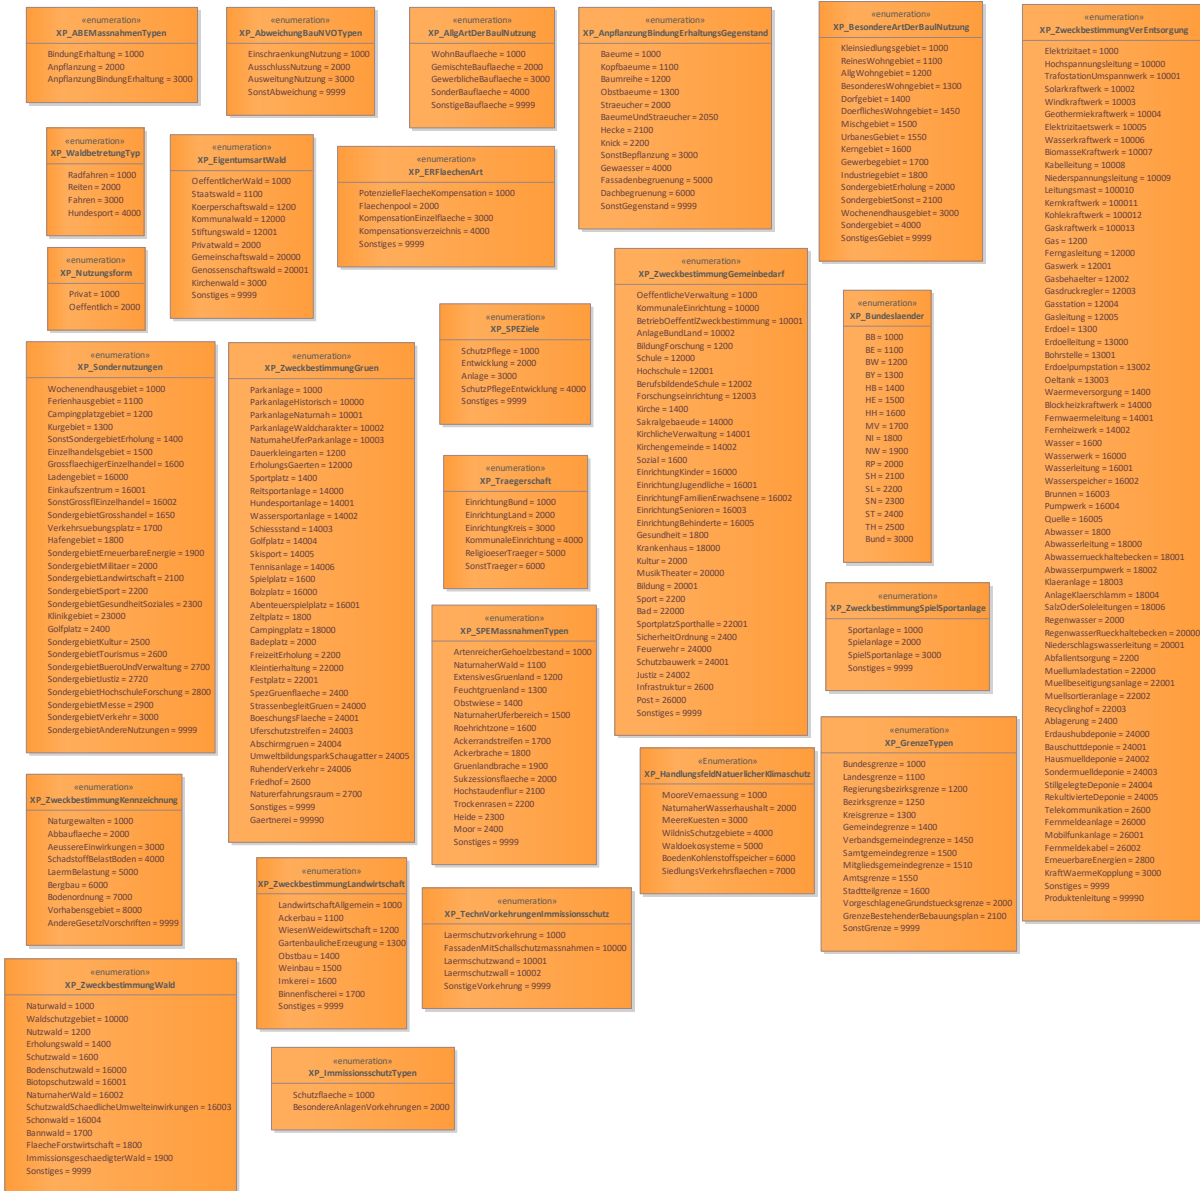 «enumeration»
XP_ABEMassnahmenTypen
BindungErhaltung = 1000
Anpflanzung = 2000
AnpflanzungBindungErhaltung = 3000
«enumeration»
XP_AbweichungBauNVOTypen
EinschraenkungNutzung = 1000
AusschlussNutzung = 2000
AusweitungNutzung = 3000
SonstAbweichung = 9999
«enumeration»
XP_AllgArtDerBaulNutzung
WohnBauflaeche = 1000
GemischteBauflaeche = 2000
GewerblicheBauflaeche = 3000
SonderBauflaeche = 4000
SonstigeBauflaeche = 9999
«enumeration»
XP_AnpflanzungBindungErhaltungsGegenstand
Baeume = 1000
Kopfbaeume = 1100
Baumreihe = 1200
Obstbaeume = 1300
Straeucher = 2000
BaeumeUndStraeucher = 2050
Hecke = 2100
Knick = 2200
SonstBepflanzung = 3000
Gewaesser = 4000
Fassadenbegruenung = 5000
Dachbegruenung = 6000
SonstGegenstand = 9999
«enumeration»
XP_BesondereArtDerBaulNutzung
Kleinsiedlungsgebiet = 1000
ReinesWohngebiet = 1100
AllgWohngebiet = 1200
BesonderesWohngebiet = 1300
Dorfgebiet = 1400
DoerflichesWohngebiet = 1450
Mischgebiet = 1500
UrbanesGebiet = 1550
Kerngebiet = 1600
Gewerbegebiet = 1700
Industriegebiet = 1800
SondergebietErholung = 2000
SondergebietSonst = 2100
Wochenendhausgebiet = 3000
Sondergebiet = 4000
SonstigesGebiet = 9999
«enumeration»
XP_ZweckbestimmungVerEntsorgung
Elektrizitaet = 1000
Hochspannungsleitung = 10000
TrafostationUmspannwerk = 10001
Solarkraftwerk = 10002
Windkraftwerk = 10003
Geothermiekraftwerk = 10004
Elektrizitaetswerk = 10005
Wasserkraftwerk = 10006
BiomasseKraftwerk = 10007
Kabelleitung = 10008
Niederspannungsleitung = 10009
Leitungsmast = 100010
Kernkraftwerk = 100011
Kohlekraftwerk = 100012
Gaskraftwerk = 100013
Gas = 1200
Ferngasleitung = 12000
Gaswerk = 12001
Gasbehaelter = 12002
Gasdruckregler = 12003
Gasstation = 12004
Gasleitung = 12005
Erdoel = 1300
Erdoelleitung = 13000
Bohrstelle = 13001
Erdoelpumpstation = 13002
Oeltank = 13003
Waermeversorgung = 1400
Blockheizkraftwerk = 14000
Fernwaermeleitung = 14001
Fernheizwerk = 14002
Wasser = 1600
Wasserwerk = 16000
Wasserleitung = 16001
Wasserspeicher = 16002
Brunnen = 16003
Pumpwerk = 16004
Quelle = 16005
Abwasser = 1800
Abwasserleitung = 18000
Abwasserrueckhaltebecken = 18001
Abwasserpumpwerk = 18002
Klaeranlage = 18003
AnlageKlaerschlamm = 18004
SalzOderSoleleitungen = 18006
Regenwasser = 2000
RegenwasserRueckhaltebecken = 20000
Niederschlagswasserleitung = 20001
Abfallentsorgung = 2200
Muellumladestation = 22000
Muellbeseitigungsanlage = 22001
Muellsortieranlage = 22002
Recyclinghof = 22003
Ablagerung = 2400
Erdaushubdeponie = 24000
Bauschuttdeponie = 24001
Hausmuelldeponie = 24002
Sondermuelldeponie = 24003
StillgelegteDeponie = 24004
RekultivierteDeponie = 24005
Telekommunikation = 2600
Fernmeldeanlage = 26000
Mobilfunkanlage = 26001
Fernmeldekabel = 26002
ErneuerbareEnergien = 2800
KraftWaermeKopplung = 3000
Sonstiges = 9999
Produktenleitung = 99990
«enumeration»
XP_WaldbetretungTyp
Radfahren = 1000
Reiten = 2000
Fahren = 3000
Hundesport = 4000
«enumeration»
XP_EigentumsartWald
OeffentlicherWald = 1000
Staatswald = 1100
Koerperschaftswald = 1200
Kommunalwald = 12000
Stiftungswald = 12001
Privatwald = 2000
Gemeinschaftswald = 20000
Genossenschaftswald = 20001
Kirchenwald = 3000
Sonstiges = 9999
«enumeration»
XP_ERFlaechenArt
PotenzielleFlaecheKompensation = 1000
Flaechenpool = 2000
KompensationEinzelflaeche = 3000
Kompensationsverzeichnis = 4000
Sonstiges = 9999
«enumeration»
XP_Nutzungsform
Privat = 1000
Oeffentlich = 2000
«enumeration»
XP_ZweckbestimmungGemeinbedarf
OeffentlicheVerwaltung = 1000
KommunaleEinrichtung = 10000
BetriebOeffentlZweckbestimmung = 10001
AnlageBundLand = 10002
BildungForschung = 1200
Schule = 12000
Hochschule = 12001
BerufsbildendeSchule = 12002
Forschungseinrichtung = 12003
Kirche = 1400
Sakralgebaeude = 14000
KirchlicheVerwaltung = 14001
Kirchengemeinde = 14002
Sozial = 1600
EinrichtungKinder = 16000
EinrichtungJugendliche = 16001
EinrichtungFamilienErwachsene = 16002
EinrichtungSenioren = 16003
EinrichtungBehinderte = 16005
Gesundheit = 1800
Krankenhaus = 18000
Kultur = 2000
MusikTheater = 20000
Bildung = 20001
Sport = 2200
Bad = 22000
SportplatzSporthalle = 22001
SicherheitOrdnung = 2400
Feuerwehr = 24000
Schutzbauwerk = 24001
Justiz = 24002
Infrastruktur = 2600
Post = 26000
Sonstiges = 9999
«enumeration»
XP_Bundeslaender
BB = 1000
BE = 1100
BW = 1200
BY = 1300
HB = 1400
HE = 1500
HH = 1600
MV = 1700
NI = 1800
NW = 1900
RP = 2000
SH = 2100
SL = 2200
SN = 2300
ST = 2400
TH = 2500
Bund = 3000
«enumeration»
XP_SPEZiele
SchutzPflege = 1000
Entwicklung = 2000
Anlage = 3000
SchutzPflegeEntwicklung = 4000
Sonstiges = 9999
«enumeration»
XP_Sondernutzungen
Wochenendhausgebiet = 1000
Ferienhausgebiet = 1100
Campingplatzgebiet = 1200
Kurgebiet = 1300
SonstSondergebietErholung = 1400
Einzelhandelsgebiet = 1500
GrossflaechigerEinzelhandel = 1600
Ladengebiet = 16000
Einkaufszentrum = 16001
SonstGrossflEinzelhandel = 16002
SondergebietGrosshandel = 1650
Verkehrsuebungsplatz = 1700
Hafengebiet = 1800
SondergebietErneuerbareEnergie = 1900
SondergebietMilitaer = 2000
SondergebietLandwirtschaft = 2100
SondergebietSport = 2200
SondergebietGesundheitSoziales = 2300
Klinikgebiet = 23000
Golfplatz = 2400
SondergebietKultur = 2500
SondergebietTourismus = 2600
SondergebietBueroUndVerwaltung = 2700
SondergebietJustiz = 2720
SondergebietHochschuleForschung = 2800
SondergebietMesse = 2900
SondergebietVerkehr = 3000
SondergebietAndereNutzungen = 9999
«enumeration»
XP_ZweckbestimmungGruen
Parkanlage = 1000
ParkanlageHistorisch = 10000
ParkanlageNaturnah = 10001
ParkanlageWaldcharakter = 10002
NaturnaheUferParkanlage = 10003
Dauerkleingarten = 1200
ErholungsGaerten = 12000
Sportplatz = 1400
Reitsportanlage = 14000
Hundesportanlage = 14001
Wassersportanlage = 14002
Schiessstand = 14003
Golfplatz = 14004
Skisport = 14005
Tennisanlage = 14006
Spielplatz = 1600
Bolzplatz = 16000
Abenteuerspielplatz = 16001
Zeltplatz = 1800
Campingplatz = 18000
Badeplatz = 2000
FreizeitErholung = 2200
Kleintierhaltung = 22000
Festplatz = 22001
SpezGruenflaeche = 2400
StrassenbegleitGruen = 24000
BoeschungsFlaeche = 24001
Uferschutzstreifen = 24003
Abschirmgruen = 24004
UmweltbildungsparkSchaugatter = 24005
RuhenderVerkehr = 24006
Friedhof = 2600
Naturerfahrungsraum = 2700
Sonstiges = 9999
Gaertnerei = 99990
«enumeration»
XP_Traegerschaft
EinrichtungBund = 1000
EinrichtungLand = 2000
EinrichtungKreis = 3000
KommunaleEinrichtung = 4000
ReligioeserTraeger = 5000
SonstTraeger = 6000
«enumeration»
XP_ZweckbestimmungSpielSportanlage
Sportanlage = 1000
Spielanlage = 2000
SpielSportanlage = 3000
Sonstiges = 9999
«enumeration»
XP_SPEMassnahmenTypen
ArtenreicherGehoelzbestand = 1000
NaturnaherWald = 1100
ExtensivesGruenland = 1200
Feuchtgruenland = 1300
Obstwiese = 1400
NaturnaherUferbereich = 1500
Roehrichtzone = 1600
Ackerrandstreifen = 1700
Ackerbrache = 1800
Gruenlandbrache = 1900
Sukzessionsflaeche = 2000
Hochstaudenflur = 2100
Trockenrasen = 2200
Heide = 2300
Moor = 2400
Sonstiges = 9999
«enumeration»
XP_GrenzeTypen
Bundesgrenze = 1000
Landesgrenze = 1100
Regierungsbezirksgrenze = 1200
Bezirksgrenze = 1250
Kreisgrenze = 1300
Gemeindegrenze = 1400
Verbandsgemeindegrenze = 1450
Samtgemeindegrenze = 1500
Mitgliedsgemeindegrenze = 1510
Amtsgrenze = 1550
Stadtteilgrenze = 1600
VorgeschlageneGrundstuecksgrenze = 2000
GrenzeBestehenderBebauungsplan = 2100
SonstGrenze = 9999
«Enumeration»
XP_HandlungsfeldNatuerlicherKlimaschutz
MooreVernaessung = 1000
NaturnaherWasserhaushalt = 2000
MeereKuesten = 3000
WildnisSchutzgebiete = 4000
Waldoekosysteme = 5000
BoedenKohlenstoffspeicher = 6000
SiedlungsVerkehrsflaechen = 7000
«enumeration»
XP_ZweckbestimmungKennzeichnung
Naturgewalten = 1000
Abbauflaeche = 2000
AeussereEinwirkungen = 3000
SchadstoffBelastBoden = 4000
LaermBelastung = 5000
Bergbau = 6000
Bodenordnung = 7000
Vorhabensgebiet = 8000
AndereGesetzlVorschriften = 9999
«enumeration»
XP_ZweckbestimmungLandwirtschaft
LandwirtschaftAllgemein = 1000
Ackerbau = 1100
WiesenWeidewirtschaft = 1200
GartenbaulicheErzeugung = 1300
Obstbau = 1400
Weinbau = 1500
Imkerei = 1600
Binnenfischerei = 1700
Sonstiges = 9999
«enumeration»
XP_TechnVorkehrungenImmissionsschutz
Laermschutzvorkehrung = 1000
FassadenMitSchallschutzmassnahmen = 10000
Laermschutzwand = 10001
Laermschutzwall = 10002
SonstigeVorkehrung = 9999
«enumeration»
XP_ZweckbestimmungWald
Naturwald = 1000
Waldschutzgebiet = 10000
Nutzwald = 1200
Erholungswald = 1400
Schutzwald = 1600
Bodenschutzwald = 16000
Biotopschutzwald = 16001
NaturnaherWald = 16002
SchutzwaldSchaedlicheUmwelteinwirkungen = 16003
Schonwald = 16004
Bannwald = 1700
FlaecheForstwirtschaft = 1800
ImmissionsgeschaedigterWald = 1900
Sonstiges = 9999
«enumeration»
XP_ImmissionsschutzTypen
Schutzflaeche = 1000
BesondereAnlagenVorkehrungen = 2000